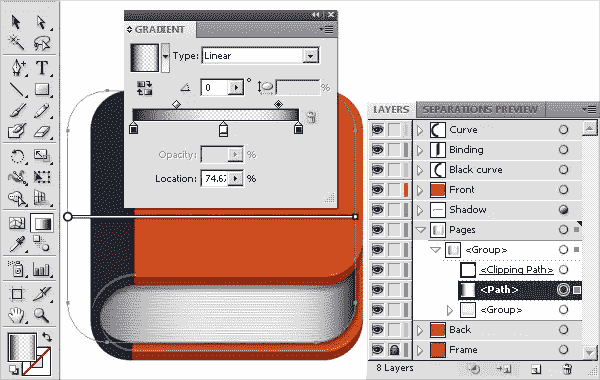 GRADIENT
Type: Linear
0 °
%
Opacity: %
Location: 74.67 %
LAYERS SEPARATIONS PREVIEW
Curve
Binding
Black curve
Front
Shadow
Pages
<Group>
<Clipping Path>
<Path>
<Group>
Back
Frame
8 Layers